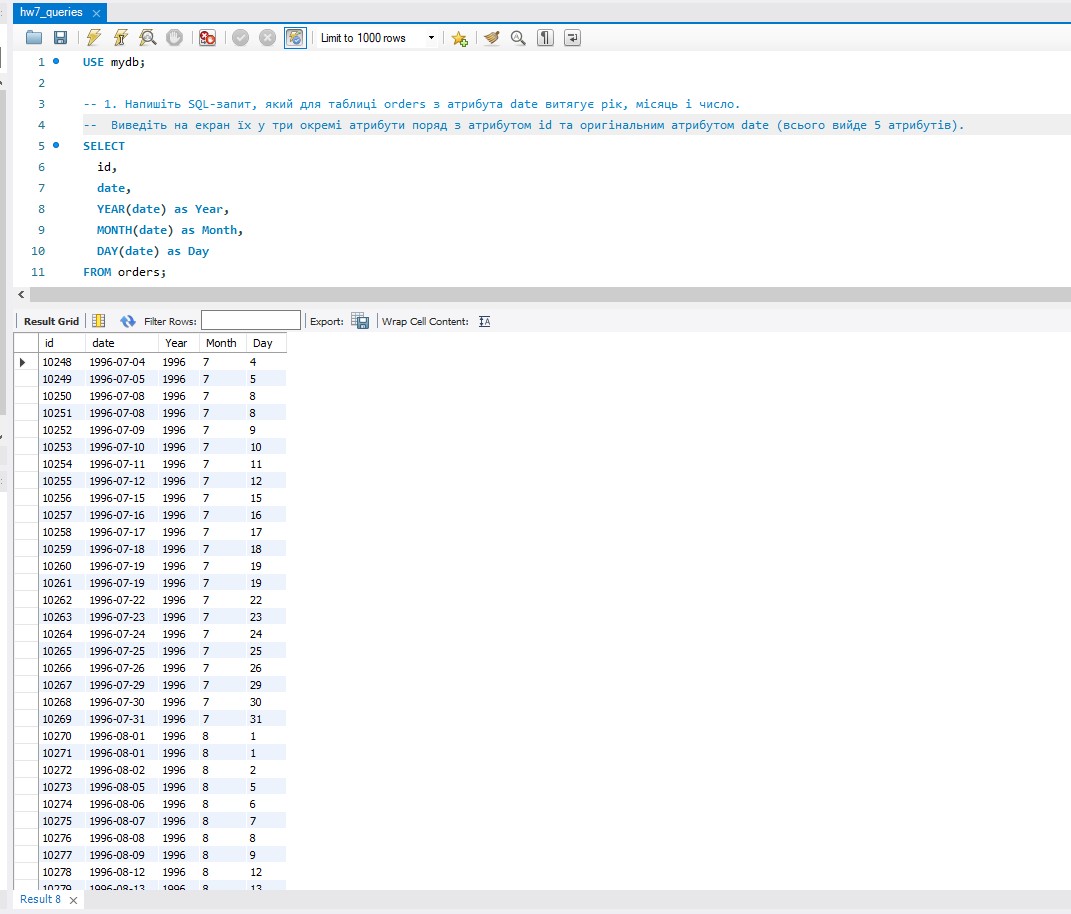 hw7_queries
Limit to 1000 rows
1 USE mydb;
2
3 -- 1. Напишіть SQL-запит, який для таблиці orders з атрибута date витягує рік, місяць і число.
4 --  Виведіть на екран їх у три окремі атрибути поряд з атрибутом id та оригінальним атрибутом date (всього вийде 5 атрибутів).
5 SELECT
6 id,
7 date,
8 YEAR(date) as Year,
9 MONTH(date) as Month,
10 DAY(date) as Day
11 FROM orders;
Result Grid Filter Rows: Export: Wrap Cell Content:
id date Year Month Day
10248 1996-07-04 1996 7 4
10249 1996-07-05 1996 7 5
10250 1996-07-08 1996 7 8
10251 1996-07-08 1996 7 8
10252 1996-07-09 1996 7 9
10253 1996-07-10 1996 7 10
10254 1996-07-11 1996 7 11
10255 1996-07-12 1996 7 12
10256 1996-07-15 1996 7 15
10257 1996-07-16 1996 7 16
10258 1996-07-17 1996 7 17
10259 1996-07-18 1996 7 18
10260 1996-07-19 1996 7 19
10261 1996-07-19 1996 7 19
10262 1996-07-22 1996 7 22
10263 1996-07-23 1996 7 23
10264 1996-07-24 1996 7 24
10265 1996-07-25 1996 7 25
10266 1996-07-26 1996 7 26
10267 1996-07-29 1996 7 29
10268 1996-07-30 1996 7 30
10269 1996-07-31 1996 7 31
10270 1996-08-01 1996 8 1
10271 1996-08-01 1996 8 1
10272 1996-08-02 1996 8 2
10273 1996-08-05 1996 8 5
10274 1996-08-06 1996 8 6
10275 1996-08-07 1996 8 7
10276 1996-08-08 1996 8 8
10277 1996-08-09 1996 8 9
10278 1996-08-12 1996 8 12
10279 1996-08-13 1996 8 13
Result 8